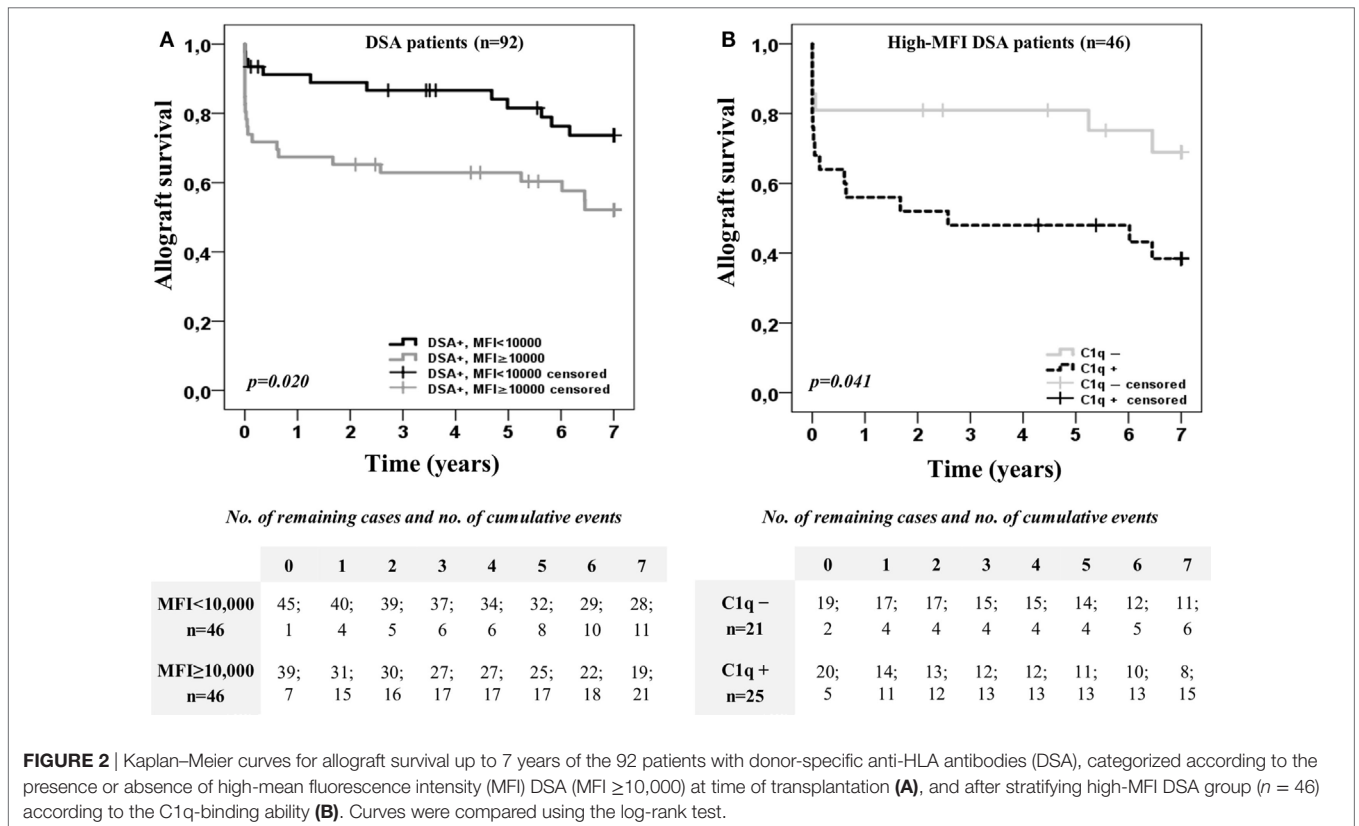 A
DSA patients (n=92)
Allograft survival
1,0
0,8
0,6
0,4
0,2
0,0
DSA+, MFI<10000
DSA+, MFI≥10000
DSA+, MFI<10000 censored
DSA+, MFI≥10000 censored
p=0.020
0 1 2 3 4 5 6 7
Time (years)
B
High-MFI DSA patients (n=46)
Allograft survival
1,0
0,8
0,6
0,4
0,2
0,0
C1q −
C1q +
C1q − censored
C1q + censored
p=0.041
0 1 2 3 4 5 6 7
Time (years)
No. of remaining cases and no. of cumulative events
0 1 2 3 4 5 6 7
MFI<10,000 45; 40; 39; 37; 34; 32; 29; 28;
n=46 1 4 5 6 6 8 10 11
MFI≥10,000 39; 31; 30; 27; 27; 25; 22; 19;
n=46 7 15 16 17 17 17 18 21
No. of remaining cases and no. of cumulative events
0 1 2 3 4 5 6 7
C1q − 19; 17; 17; 15; 15; 14; 12; 11;
n=21 2 4 4 4 4 4 5 6
C1q + 20; 14; 13; 12; 12; 11; 10; 8;
n=25 5 11 12 13 13 13 13 15
FIGURE 2 | Kaplan–Meier curves for allograft survival up to 7 years of the 92 patients with donor-specific anti-HLA antibodies (DSA), categorized according to the
presence or absence of high-mean fluorescence intensity (MFI) DSA (MFI ≥10,000) at time of transplantation (A), and after stratifying high-MFI DSA group (n = 46)
according to the C1q-binding ability (B). Curves were compared using the log-rank test.